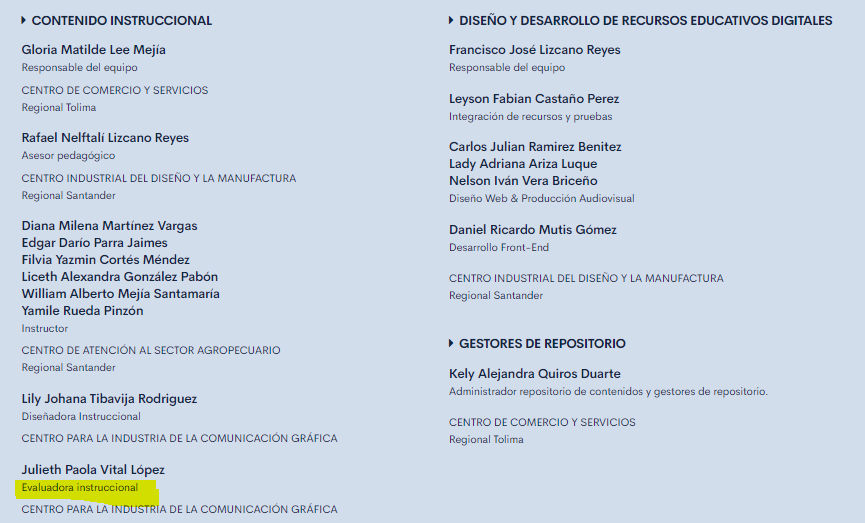 CONTENIDO INSTRUCCIONAL
Gloria Matilde Lee Mejía
Responsable del equipo
CENTRO DE COMERCIO Y SERVICIOS
Regional Tolima
Rafael Nelftalí Lizcano Reyes
Asesor pedagógico
CENTRO INDUSTRIAL DEL DISEÑO Y LA MANUFACTURA
Regional Santander
Diana Milena Martínez Vargas
Edgar Darío Parra Jaimes
Filvia Yazmin Cortés Méndez
Liceth Alexandra González Pabón
William Alberto Mejía Santamaría
Yamile Rueda Pinzón
Instructor
CENTRO DE ATENCIÓN AL SECTOR AGROPECUARIO
Regional Santander
Lily Johana Tibavija Rodriguez
Diseñadora Instruccional
CENTRO PARA LA INDUSTRIA DE LA COMUNICACIÓN GRÁFICA
Julieth Paola Vital López
Evaluadora instruccional
CENTRO PARA LA INDUSTRIA DE LA COMUNICACIÓN GRÁFICA
DISEÑO Y DESARROLLO DE RECURSOS EDUCATIVOS DIGITALES
Francisco José Lizcano Reyes
Responsable del equipo
Leyson Fabian Castaño Perez
Integración de recursos y pruebas
Carlos Julian Ramirez Benitez
Lady Adriana Ariza Luque
Nelson Iván Vera Briceño
Diseño Web & Producción Audiovisual
Daniel Ricardo Mutis Gómez
Desarrollo Front-End
CENTRO INDUSTRIAL DEL DISEÑO Y LA MANUFACTURA
Regional Santander
GESTORES DE REPOSITORIO
Kely Alejandra Quiros Duarte
Administrador repositorio de contenidos y gestores de repositorio.
CENTRO DE COMERCIO Y SERVICIOS
Regional Tolima